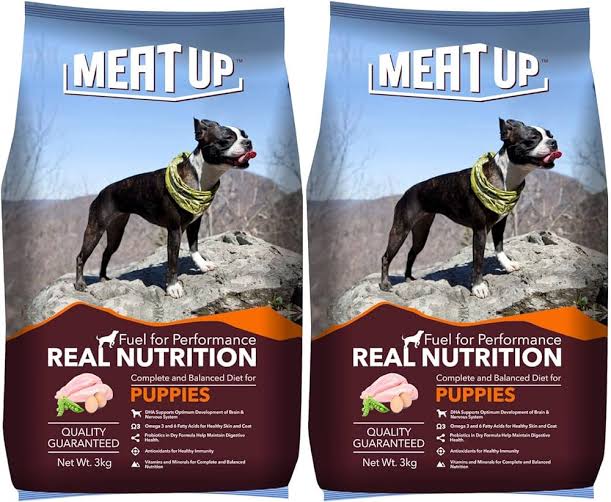 MEAT UP™
Fuel for Performance
REAL NUTRITION
Complete and Balanced Diet for
PUPPIES
DHA Supports Optimum Development of Brain &
Nervous System
Ω3 Omega 3 and 6 Fatty Acids for Healthy Skin and Coat
Probiotics in Dry Formula Help Maintain Digestive
Health.
Antioxidants for Healthy Immunity
Vitamins and Minerals for Complete and Balanced
Nutrition
QUALITY
GUARANTEED
Net Wt. 3kg
MEAT UP™
Fuel for Performance
REAL NUTRITION
Complete and Balanced Diet for
PUPPIES
DHA Supports Optimum Development of Brain &
Nervous System
Ω3 Omega 3 and 6 Fatty Acids for Healthy Skin and Coat
Probiotics in Dry Formula Help Maintain Digestive
Health.
Antioxidants for Healthy Immunity
Vitamins and Minerals for Complete and Balanced
Nutrition
QUALITY
GUARANTEED
Net Wt. 3kg